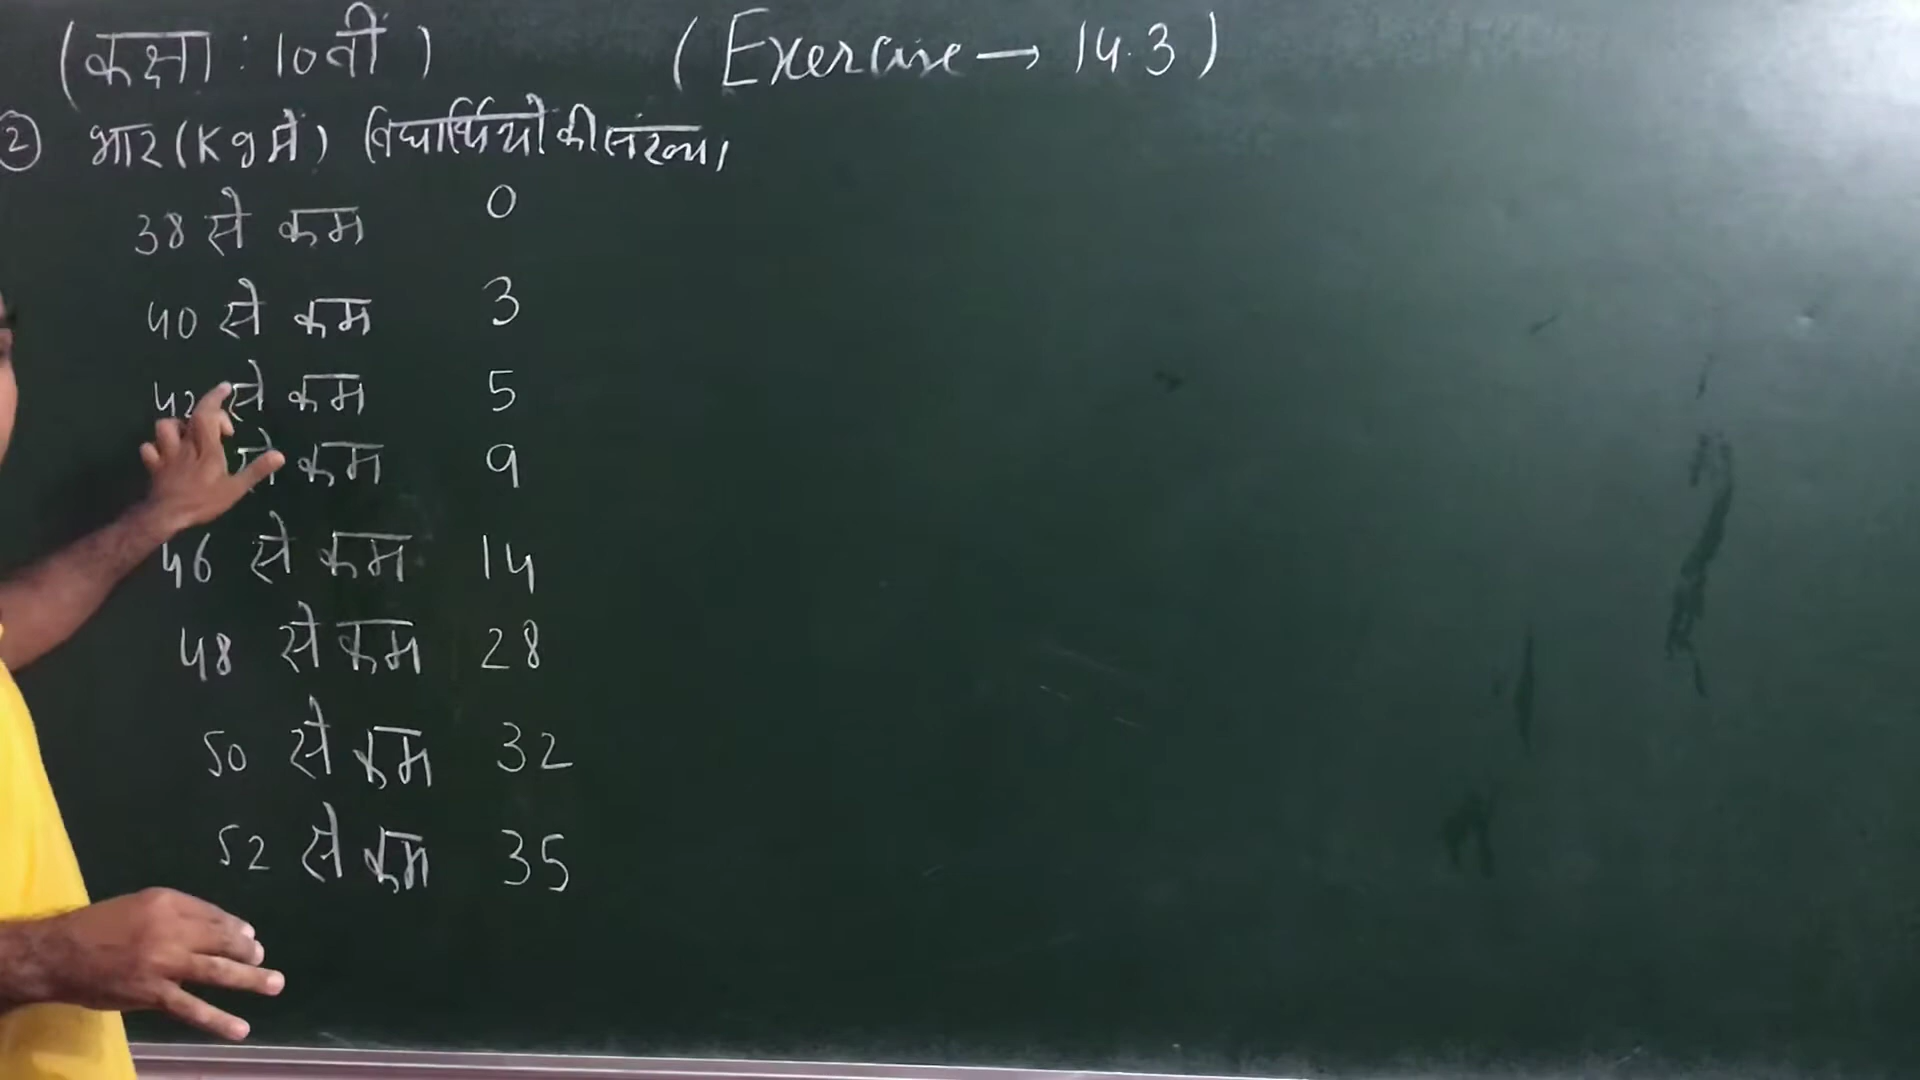 (कक्षा : 10वीं) (Exercise → 14.3)
② भार (Kg में) विद्यार्थियों की संख्या
38 से कम 0
40 से कम 3
42 से कम 5
से कम 9
46 से कम 14
48 से कम 28
50 से कम 32
52 से कम 35